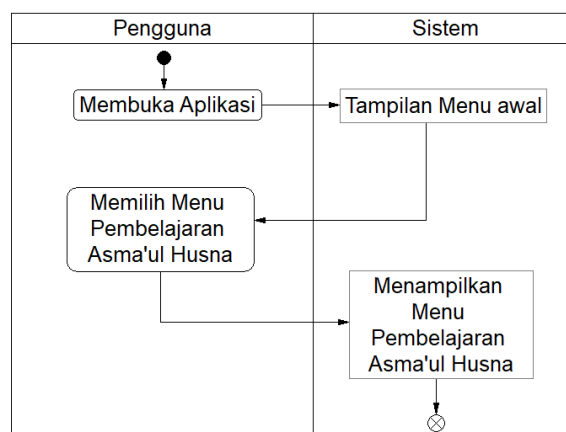 Pengguna
Sistem
Membuka Aplikasi
Tampilan Menu awal
Memilih Menu
Pembelajaran
Asma'ul Husna
Menampilkan
Menu
Pembelajaran
Asma'ul Husna